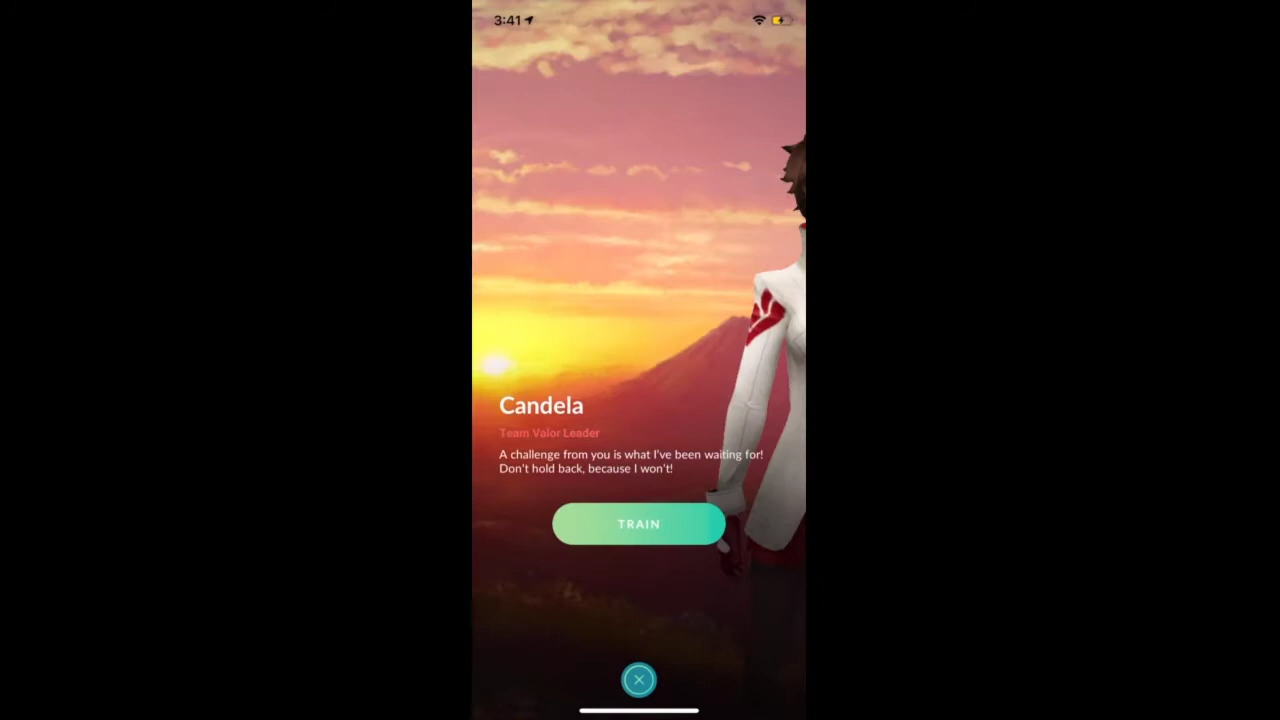 3:41
Candela
Team Valor Leader
A challenge from you is what I've been waiting for!
Don't hold back, because I won't!
TRAIN